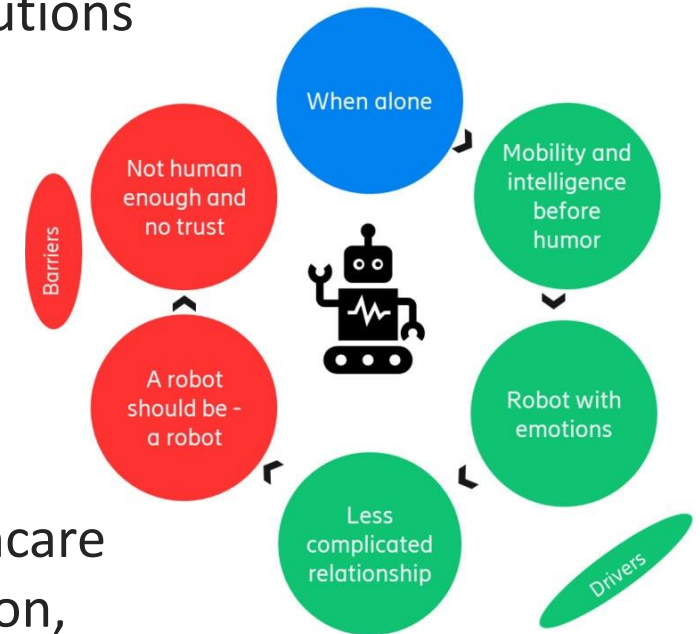 utions
When alone
Mobility and
intelligence
before
humor
Not human
enough and
no trust
Barriers
A robot
should be -
a robot
Robot with
emotions
Less
complicated
relationship
Drivers
care
on,